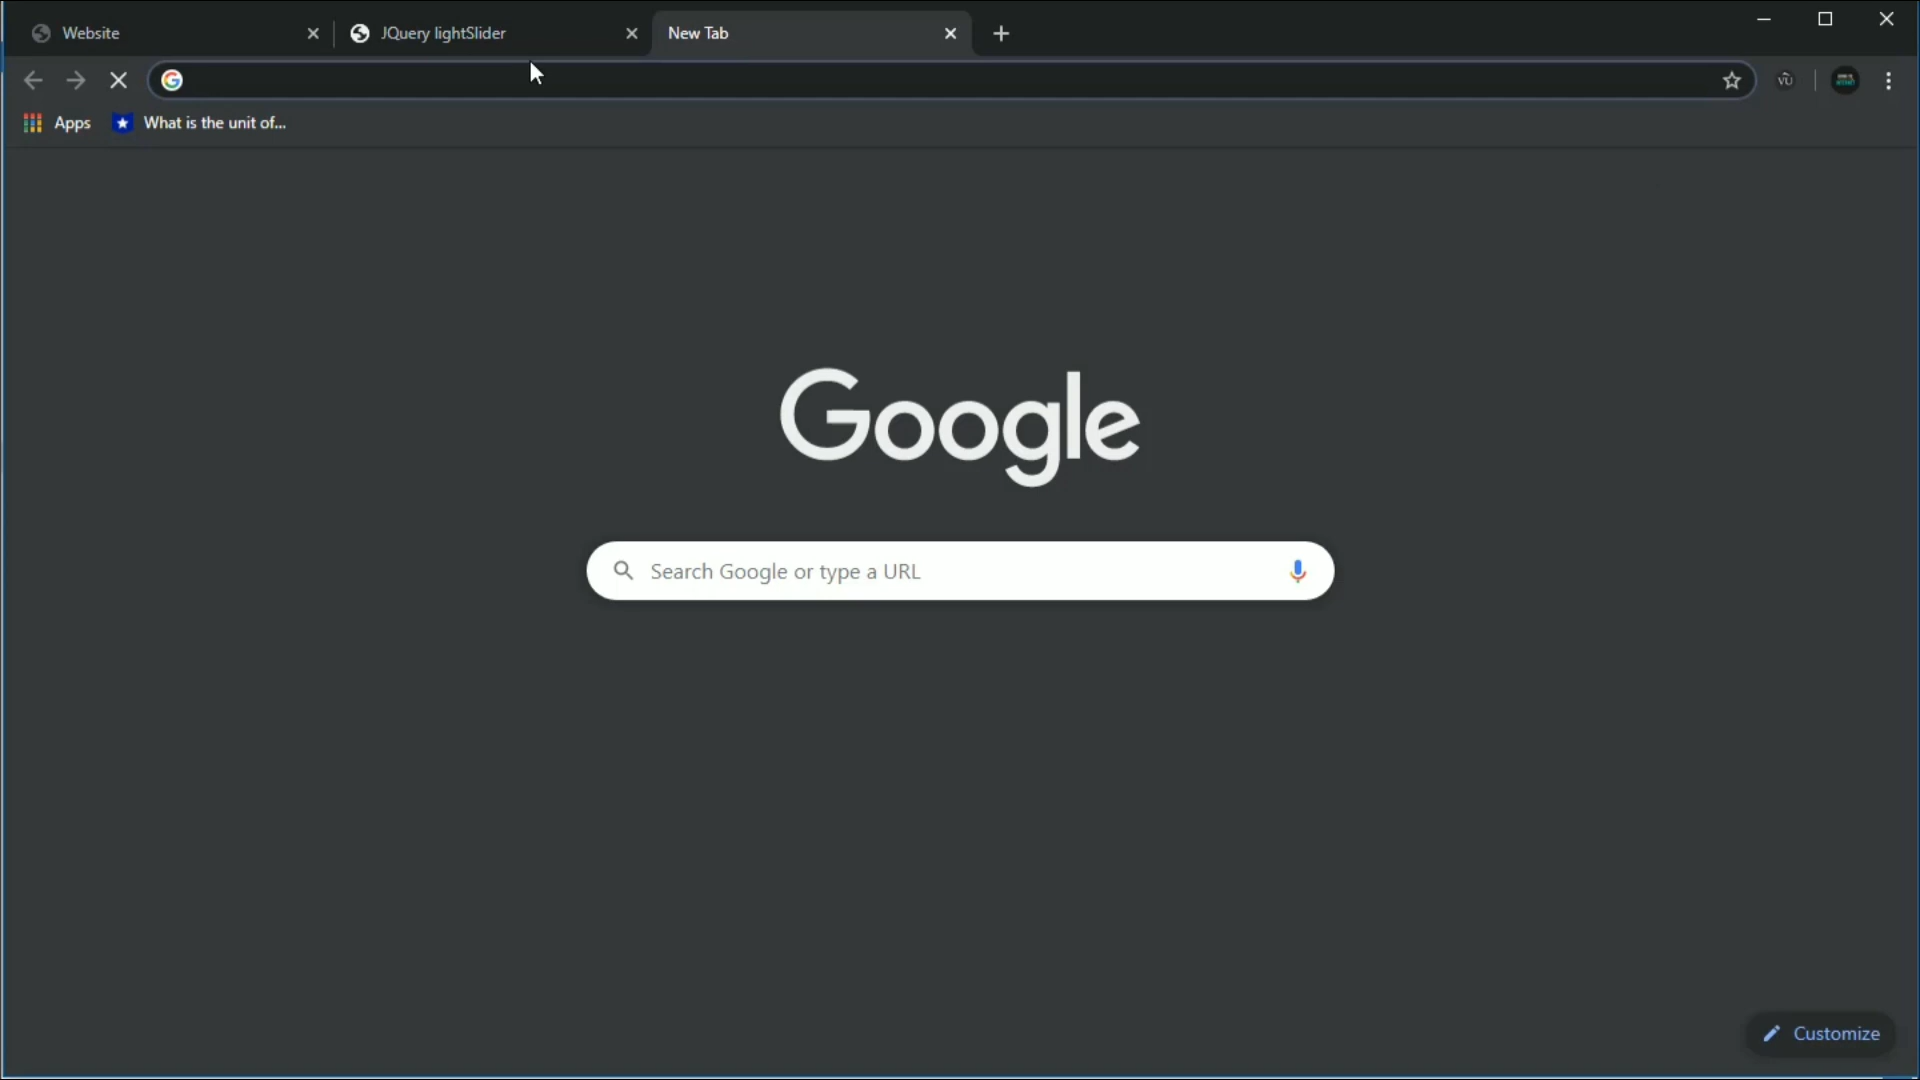 Website
JQuery lightSlider
New Tab
Apps
What is the unit of...
Google
Search Google or type a URL
Customize